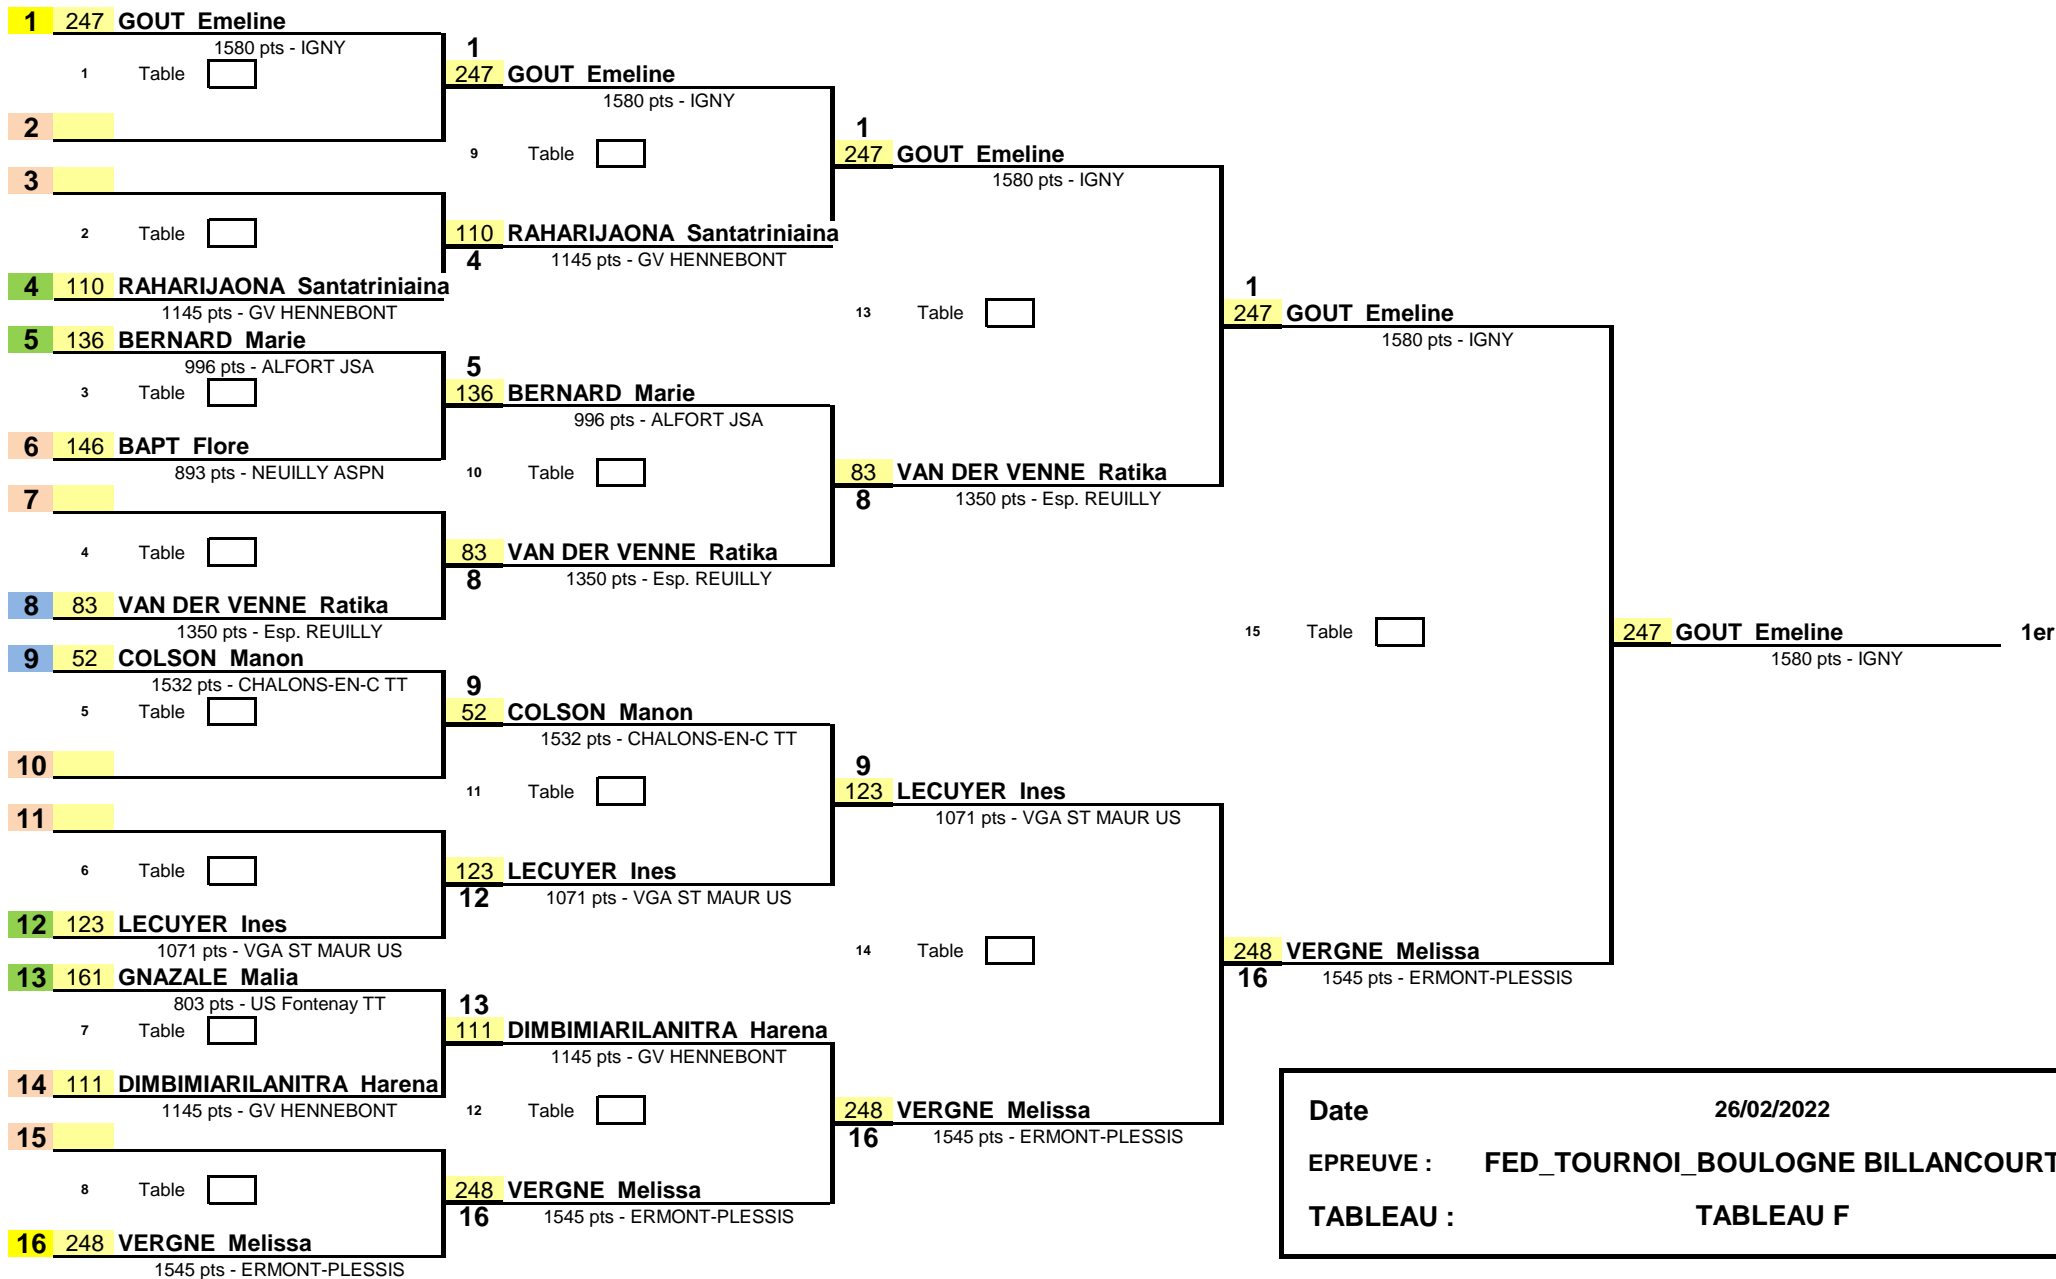 1 247 GOUT Emeline
1580 pts - IGNY
1 Table
2
3
2 Table
4 110 RAHARIJAONA Santatriniaina
1145 pts - GV HENNEBONT
5 136 BERNARD Marie
996 pts - ALFORT JSA
3 Table
6 146 BAPT Flore
893 pts - NEUILLY ASPN
7
4 Table
8 83 VAN DER VENNE Ratika
1350 pts - Esp. REUILLY
9 52 COLSON Manon
1532 pts - CHALONS-EN-C TT
5 Table
10
11
6 Table
12 123 LECUYER Ines
1071 pts - VGA ST MAUR US
13 161 GNAZALE Malia
803 pts - US Fontenay TT
7 Table
14 111 DIMBIMIARILANITRA Harena
1145 pts - GV HENNEBONT
15
8 Table
16 248 VERGNE Melissa
1545 pts - ERMONT-PLESSIS
1
247 GOUT Emeline
1580 pts - IGNY
9 Table
110 RAHARIJAONA Santatriniaina
4 1145 pts - GV HENNEBONT
5
136 BERNARD Marie
996 pts - ALFORT JSA
10 Table
83 VAN DER VENNE Ratika
8 1350 pts - Esp. REUILLY
9
52 COLSON Manon
1532 pts - CHALONS-EN-C TT
11 Table
123 LECUYER Ines
12 1071 pts - VGA ST MAUR US
13
111 DIMBIMIARILANITRA Harena
1145 pts - GV HENNEBONT
12 Table
248 VERGNE Melissa
16 1545 pts - ERMONT-PLESSIS
1
247 GOUT Emeline
1580 pts - IGNY
13 Table
83 VAN DER VENNE Ratika
8 1350 pts - Esp. REUILLY
9
123 LECUYER Ines
1071 pts - VGA ST MAUR US
14 Table
248 VERGNE Melissa
16 1545 pts - ERMONT-PLESSIS
1
247 GOUT Emeline
1580 pts - IGNY
15 Table
248 VERGNE Melissa
16 1545 pts - ERMONT-PLESSIS
247 GOUT Emeline 1er
1580 pts - IGNY
Date 26/02/2022
EPREUVE : FED_TOURNOI_BOULOGNE BILLANCOURT
TABLEAU : TABLEAU F